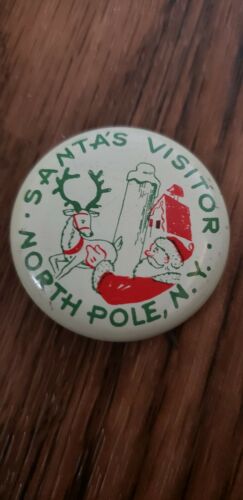 · SANTA'S VISITOR ·
NORTH POLE, N.Y.